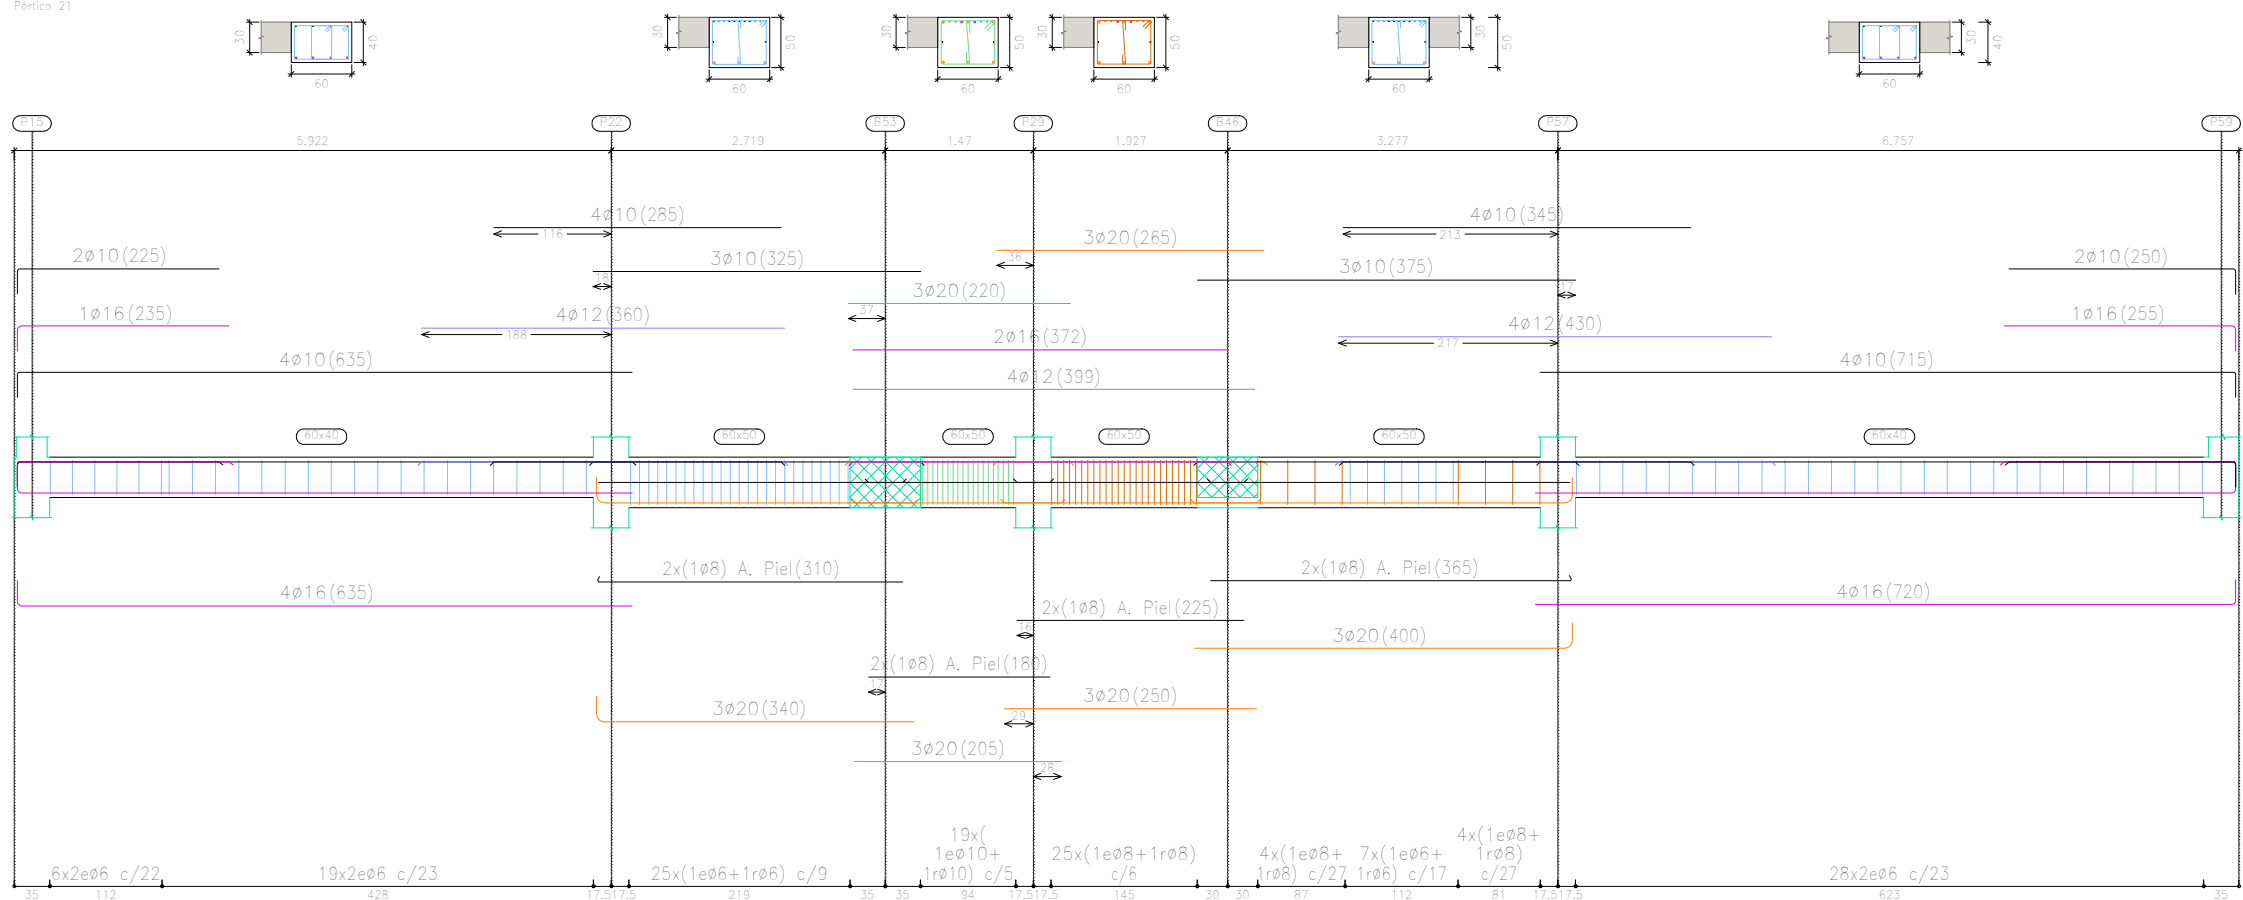 Pórtico 21
30
40
60
30
50
60
30
50
60
30
50
60
30
50
60
30
40
60
P15
P22
B53
P29
B46
P57
P59
5.922
2.719
1.47
1.927
3.277
6.757
4ø10(285)
4ø10(345)
116
213
3ø20(265)
2ø10(225)
3ø10(325)
36
3ø10(375)
2ø10(250)
18
3ø20(220)
17
37
1ø16(235)
4ø12(360)
4ø12(430)
1ø16(255)
188
2ø16(372)
217
4ø10(635)
4ø12(399)
4ø10(715)
60x40
60x50
60x50
60x50
60x50
60x40
2x(1ø8) A. Piel(310)
2x(1ø8) A. Piel(365)
4ø16(635)
4ø16(720)
2x(1ø8) A. Piel(225)
16
3ø20(400)
2x(1ø8) A. Piel(180)
17
3ø20(250)
3ø20(340)
29
3ø20(205)
28
6x2eø6 c/22
19x2eø6 c/23
25x(1eø6+1rø6) c/9
19x(
1eø10+
1rø10) c/5
25x(1eø8+1rø8)
c/6
4x(1eø8+
1rø8) c/27
7x(1eø6+
1rø6) c/17
4x(1eø8+
1rø8)
c/27
28x2eø6 c/23
35
112
428
17.5
17.5
219
35
35
94
17.5
17.5
145
30
30
87
112
81
17.5
17.5
623
35